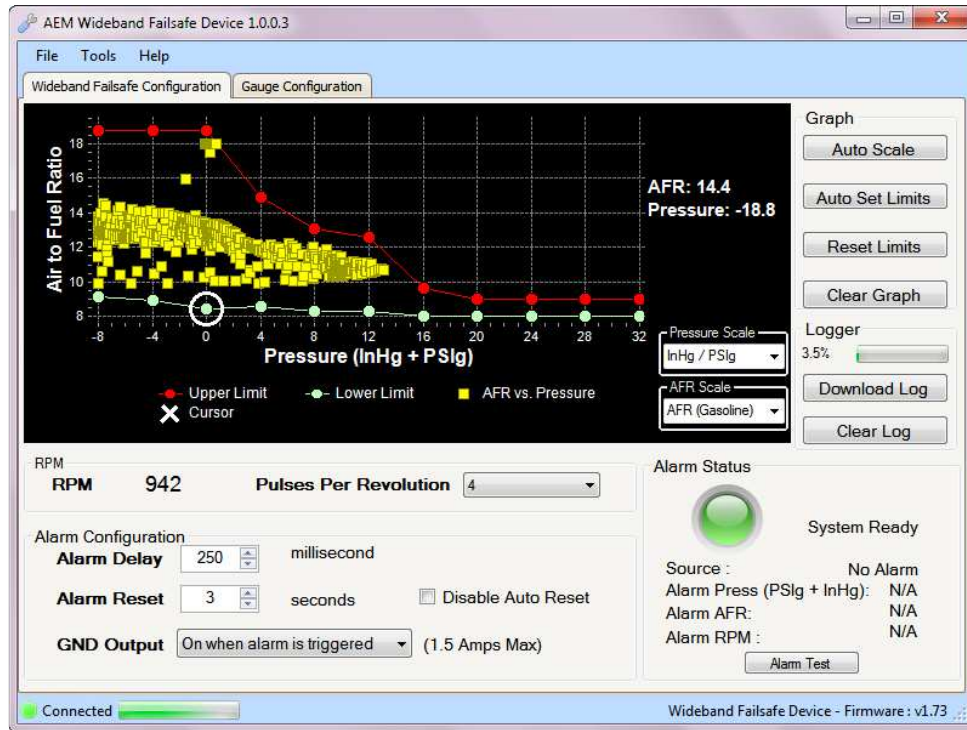 AEM Wideband Failsafe Device 1.0.0.3
File Tools Help
Wideband Failsafe Configuration Gauge Configuration
Air to Fuel Ratio
18
16
14
12
10
8
-8 -4 0 4 8 12 16 20 24 28 32
Pressure (InHg + PSIg)
AFR: 14.4
Pressure: -18.8
Upper Limit Lower Limit AFR vs. Pressure
Cursor
Pressure Scale
InHg / PSIg
AFR Scale
AFR (Gasoline)
Graph
Auto Scale
Auto Set Limits
Reset Limits
Clear Graph
Logger
3.5%
Download Log
Clear Log
RPM
RPM 942 Pulses Per Revolution 4
Alarm Configuration
Alarm Delay 250 millisecond
Alarm Reset 3 seconds Disable Auto Reset
GND Output On when alarm is triggered (1.5 Amps Max)
Alarm Status
System Ready
Source : No Alarm
Alarm Press (PSIg + InHg): N/A
Alarm AFR: N/A
Alarm RPM : N/A
Alarm Test
Connected
Wideband Failsafe Device - Firmware : v1.73